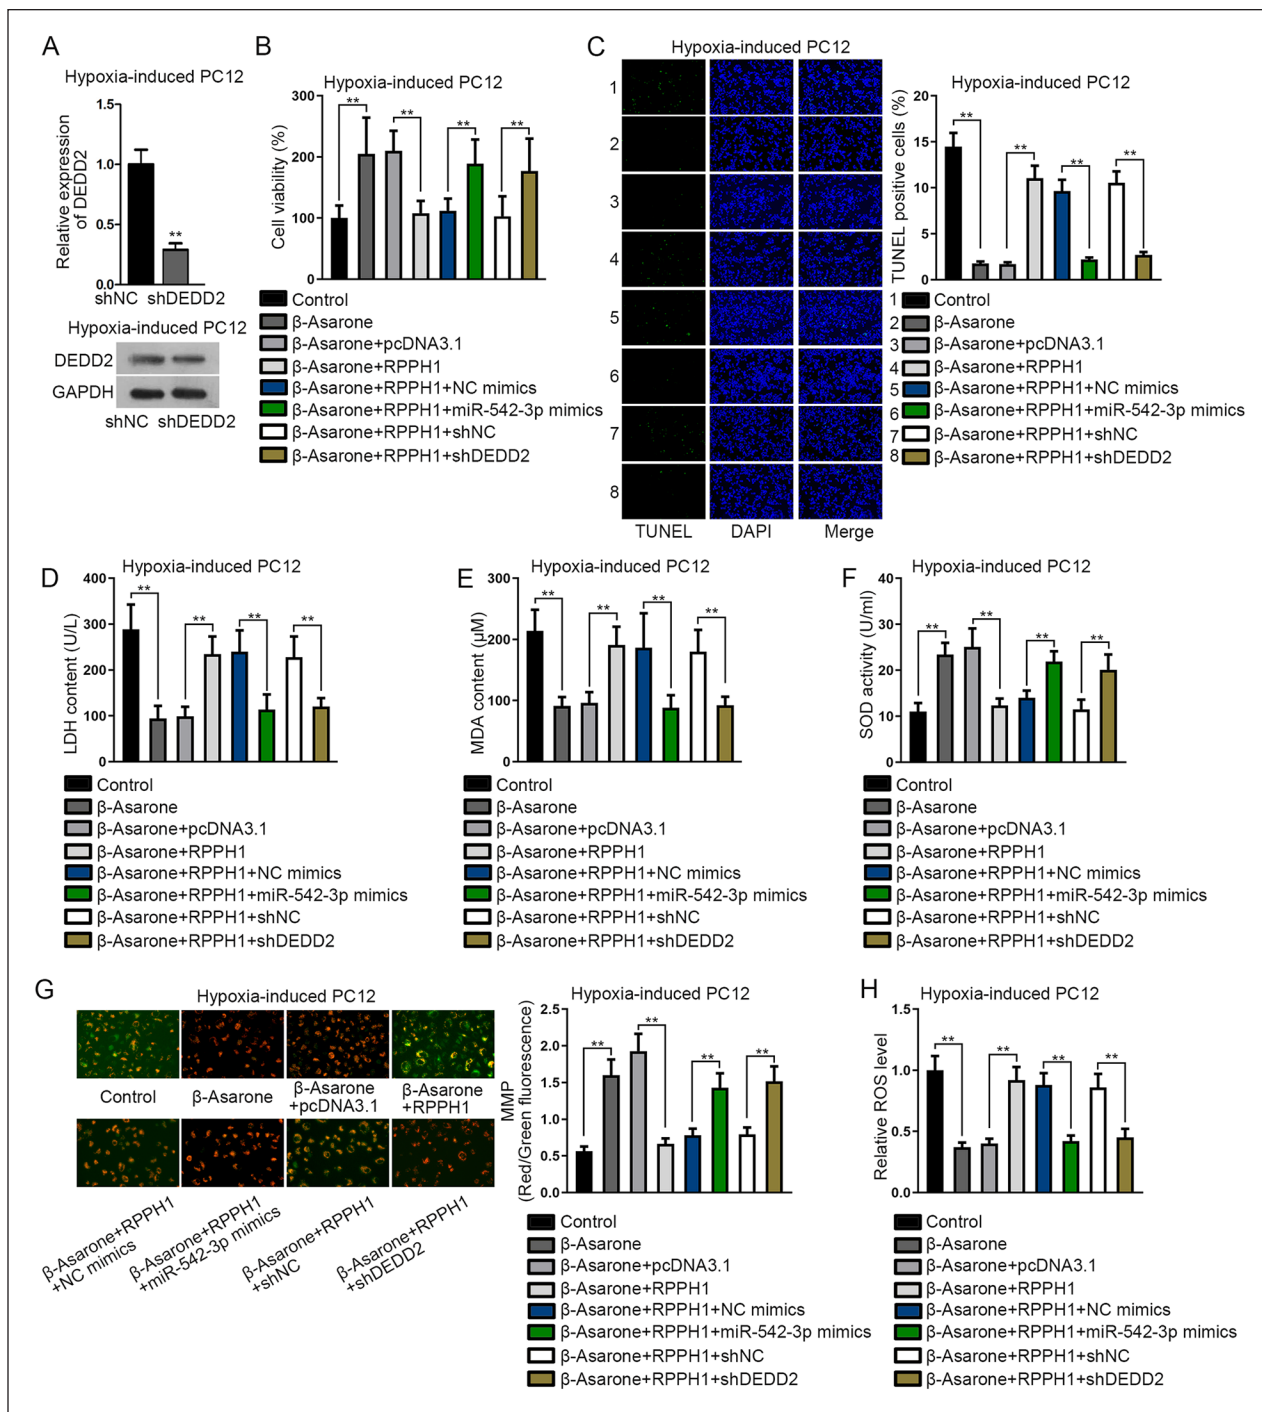 A
Hypoxia-induced PC12
Relative expression
of DEDD2
1.5
1.0
0.5
0.0
**
shNC shDEDD2
Hypoxia-induced PC12
DEDD2
GAPDH
shNC shDEDD2
B
Hypoxia-induced PC12
Cell viability (%)
300
200
100
0
** ** ** **
Control
β-Asarone
β-Asarone+pcDNA3.1
β-Asarone+RPPH1
β-Asarone+RPPH1+NC mimics
β-Asarone+RPPH1+miR-542-3p mimics
β-Asarone+RPPH1+shNC
β-Asarone+RPPH1+shDEDD2
C
Hypoxia-induced PC12
1
2
3
4
5
6
7
8
TUNEL DAPI Merge
Hypoxia-induced PC12
TUNEL positive cells (%)
20
15
10
5
0
** ** ** **
1 Control
2 β-Asarone
3 β-Asarone+pcDNA3.1
4 β-Asarone+RPPH1
5 β-Asarone+RPPH1+NC mimics
6 β-Asarone+RPPH1+miR-542-3p mimics
7 β-Asarone+RPPH1+shNC
8 β-Asarone+RPPH1+shDEDD2
D
Hypoxia-induced PC12
LDH content (U/L)
400
300
200
100
0
** ** ** **
Control
β-Asarone
β-Asarone+pcDNA3.1
β-Asarone+RPPH1
β-Asarone+RPPH1+NC mimics
β-Asarone+RPPH1+miR-542-3p mimics
β-Asarone+RPPH1+shNC
β-Asarone+RPPH1+shDEDD2
E
Hypoxia-induced PC12
MDA content (µM)
300
200
100
0
** ** ** **
Control
β-Asarone
β-Asarone+pcDNA3.1
β-Asarone+RPPH1
β-Asarone+RPPH1+NC mimics
β-Asarone+RPPH1+miR-542-3p mimics
β-Asarone+RPPH1+shNC
β-Asarone+RPPH1+shDEDD2
F
Hypoxia-induced PC12
SOD activity (U/ml)
40
30
20
10
0
** ** ** **
Control
β-Asarone
β-Asarone+pcDNA3.1
β-Asarone+RPPH1
β-Asarone+RPPH1+NC mimics
β-Asarone+RPPH1+miR-542-3p mimics
β-Asarone+RPPH1+shNC
β-Asarone+RPPH1+shDEDD2
G
Hypoxia-induced PC12
Control
β-Asarone
β-Asarone
+pcDNA3.1
β-Asarone
+RPPH1
β-Asarone+RPPH1
+NC mimics
β-Asarone+RPPH1
+miR-542-3p mimics
β-Asarone+RPPH1
+shNC
β-Asarone+RPPH1
+shDEDD2
Hypoxia-induced PC12
MMP
(Red/Green fluorescence)
2.5
2.0
1.5
1.0
0.5
0.0
** ** ** **
Control
β-Asarone
β-Asarone+pcDNA3.1
β-Asarone+RPPH1
β-Asarone+RPPH1+NC mimics
β-Asarone+RPPH1+miR-542-3p mimics
β-Asarone+RPPH1+shNC
β-Asarone+RPPH1+shDEDD2
H
Hypoxia-induced PC12
Relative ROS level
1.5
1.0
0.5
0.0
** ** ** **
Control
β-Asarone
β-Asarone+pcDNA3.1
β-Asarone+RPPH1
β-Asarone+RPPH1+NC mimics
β-Asarone+RPPH1+miR-542-3p mimics
β-Asarone+RPPH1+shNC
β-Asarone+RPPH1+shDEDD2